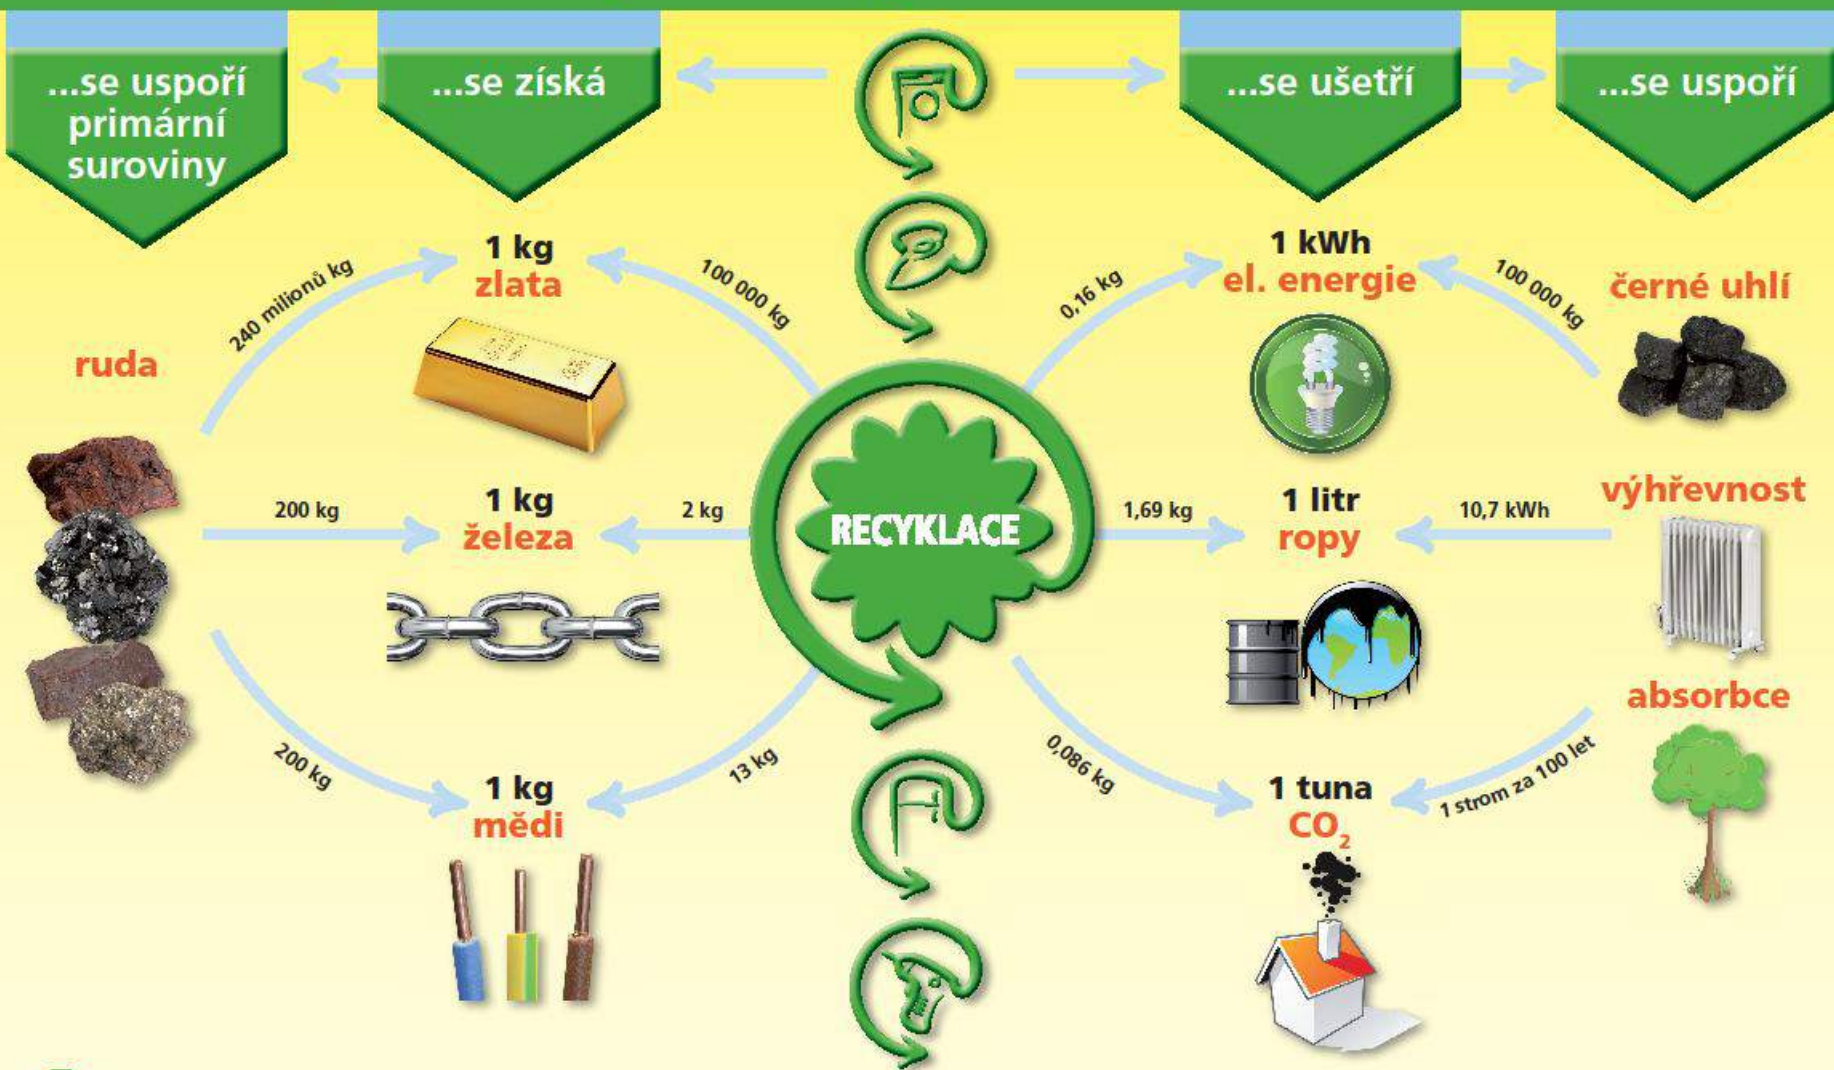 ...se uspoří
primární
suroviny
...se získá
...se ušetří
...se uspoří
ruda
240 milionů kg
1 kg
zlata
100 000 kg
200 kg
1 kg
železa
2 kg
200 kg
1 kg
mědi
13 kg
RECYKLACE
0,16 kg
1 kWh
el. energie
100 000 kg
černé uhlí
1,69 kg
1 litr
ropy
10,7 kWh
výhřevnost
0,086 kg
1 tuna
CO₂
1 strom za 100 let
absorbce